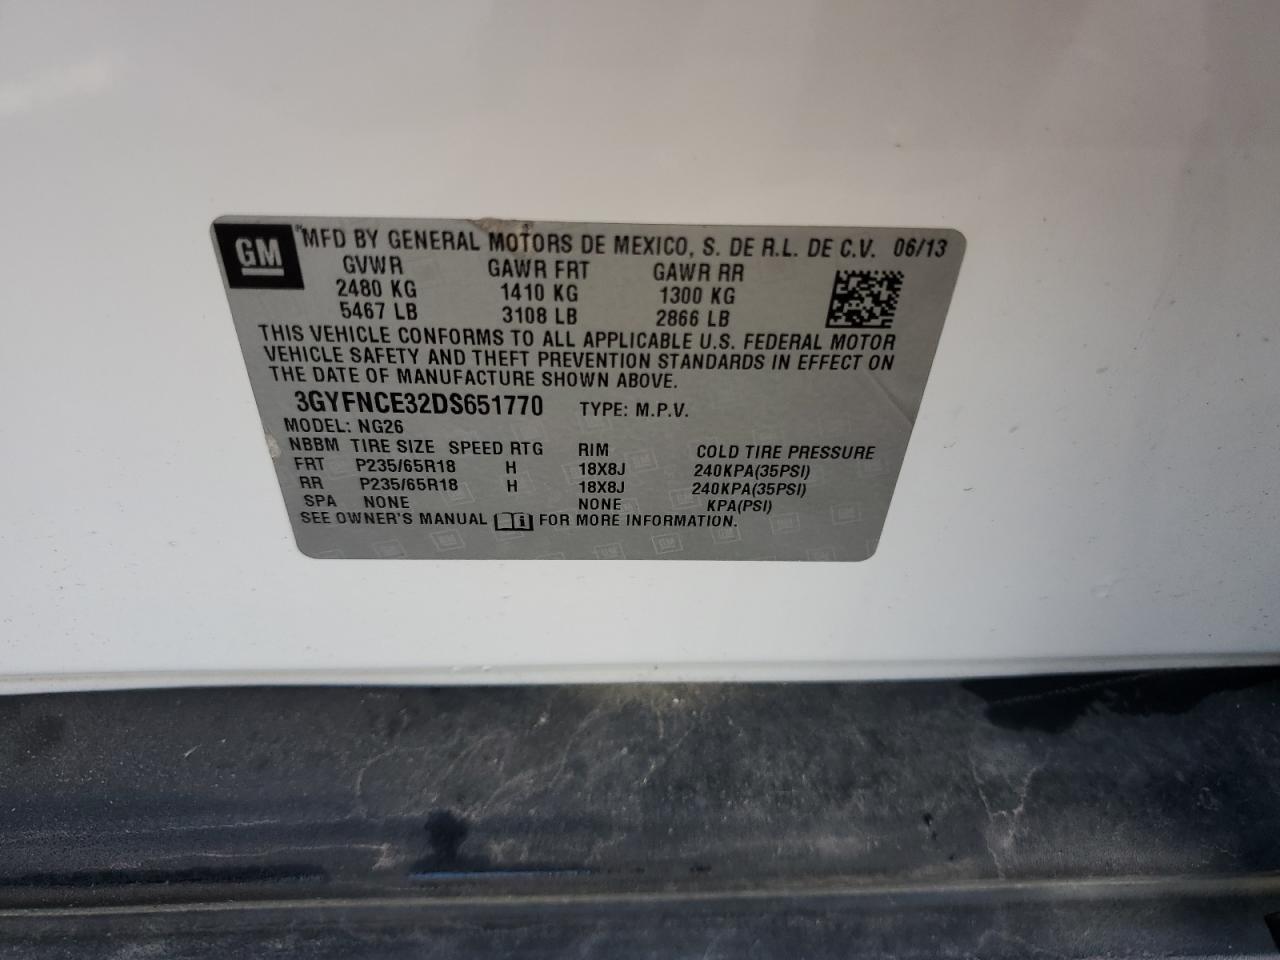 GM ® MFD BY GENERAL MOTORS DE MEXICO, S. DE R.L. DE C.V. 06/13
GVWR GAWR FRT GAWR RR
2480 KG 1410 KG 1300 KG
5467 LB 3108 LB 2866 LB
THIS VEHICLE CONFORMS TO ALL APPLICABLE U.S. FEDERAL MOTOR
VEHICLE SAFETY AND THEFT PREVENTION STANDARDS IN EFFECT ON
THE DATE OF MANUFACTURE SHOWN ABOVE.
3GYFNCE32DS651770 TYPE: M.P.V.
MODEL: NG26
NBBM TIRE SIZE SPEED RTG RIM COLD TIRE PRESSURE
FRT P235/65R18 H 18X8J 240KPA(35PSI)
RR P235/65R18 H 18X8J 240KPA(35PSI)
SPA NONE NONE KPA(PSI)
SEE OWNER'S MANUAL FOR MORE INFORMATION.